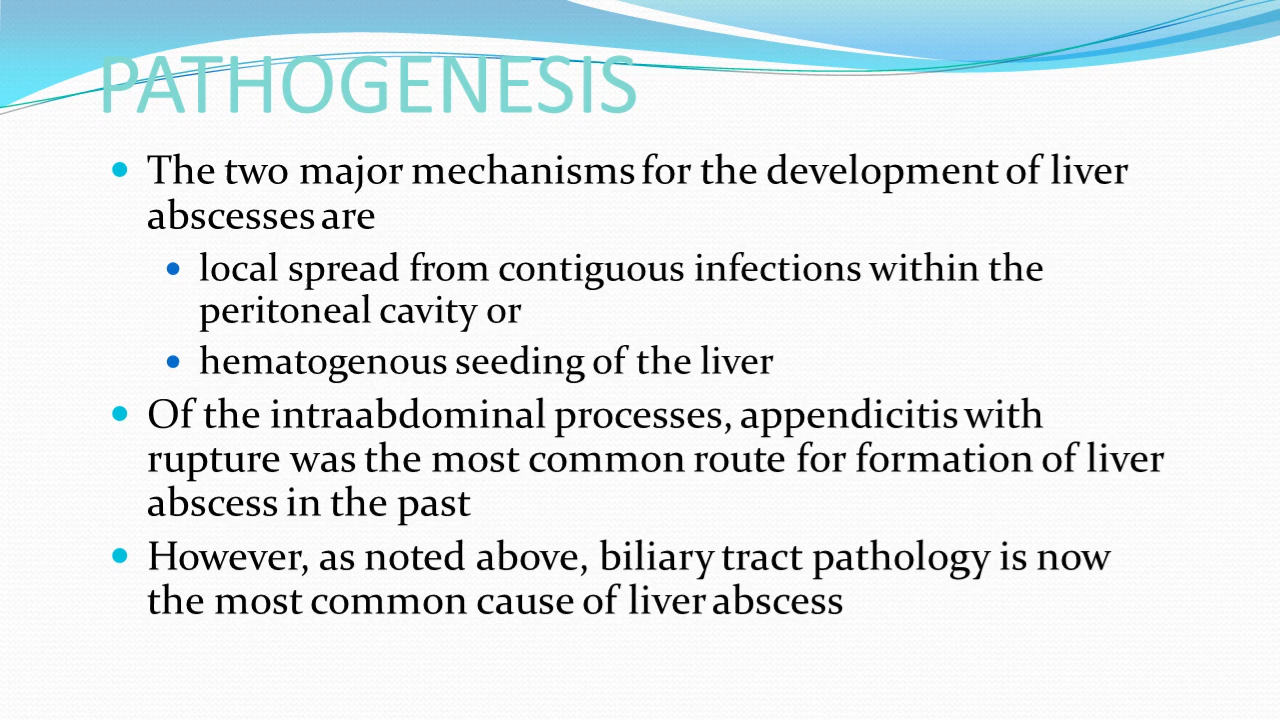 PATHOGENESIS
• The two major mechanisms for the development of liver
abscesses are
• local spread from contiguous infections within the
peritoneal cavity or
• hematogenous seeding of the liver
• Of the intraabdominal processes, appendicitis with
rupture was the most common route for formation of liver
abscess in the past
• However, as noted above, biliary tract pathology is now
the most common cause of liver abscess